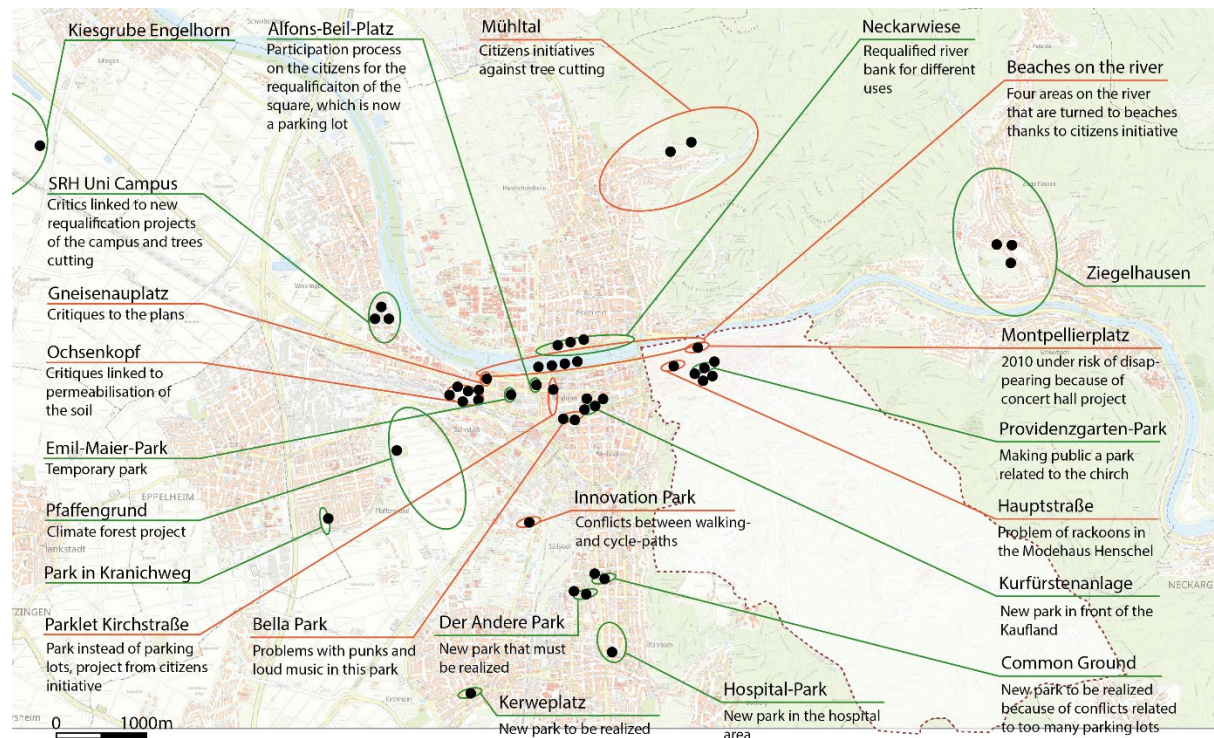 Kiesgrube Engelhorn
Alfons-Beil-Platz
Participation process
on the citizens for the
requalificaiton of the
square, which is now
a parking lot
Mühltal
Citizens initiatives
against tree cutting
Neckarwiese
Requalified river
bank for different
uses
Beaches on the river
Four areas on the river
that are turned to beaches
thanks to citizens initiative
SRH Uni Campus
Critics linked to new
requalification projects
of the campus and trees
cutting
Ziegelhausen
Gneisenauplatz
Critiques to the plans
Ochsenkopf
Critiques linked to
permeabilisation of
the soil
Montpellierplatz
2010 under risk of disap-
pearing because of
concert hall project
Emil-Maier-Park
Temporary park
Providenzgarten-Park
Making public a park
related to the chirch
EPPELHEIM
Pfaffengrund
Climate forest project
Innovation Park
Conflicts between walking-
and cycle-paths
Hauptstraße
Problem of rackoons in
the Modehaus Henschel
Park in Kranichweg
Kurfürstenanlage
New park in front of the
Kaufland
NECKARG
Parklet Kirchstraße
Park instead of parking
lots, project from citizens
initiative
Bella Park
Problems with punks and
loud music in this park
Der Andere Park
New park that must
be realized
Common Ground
New park to be realized
because of conflicts related
to too many parking lots
Hospital-Park
New park in the hospital
area
Kerweplatz
New park to be realized
0 1000m